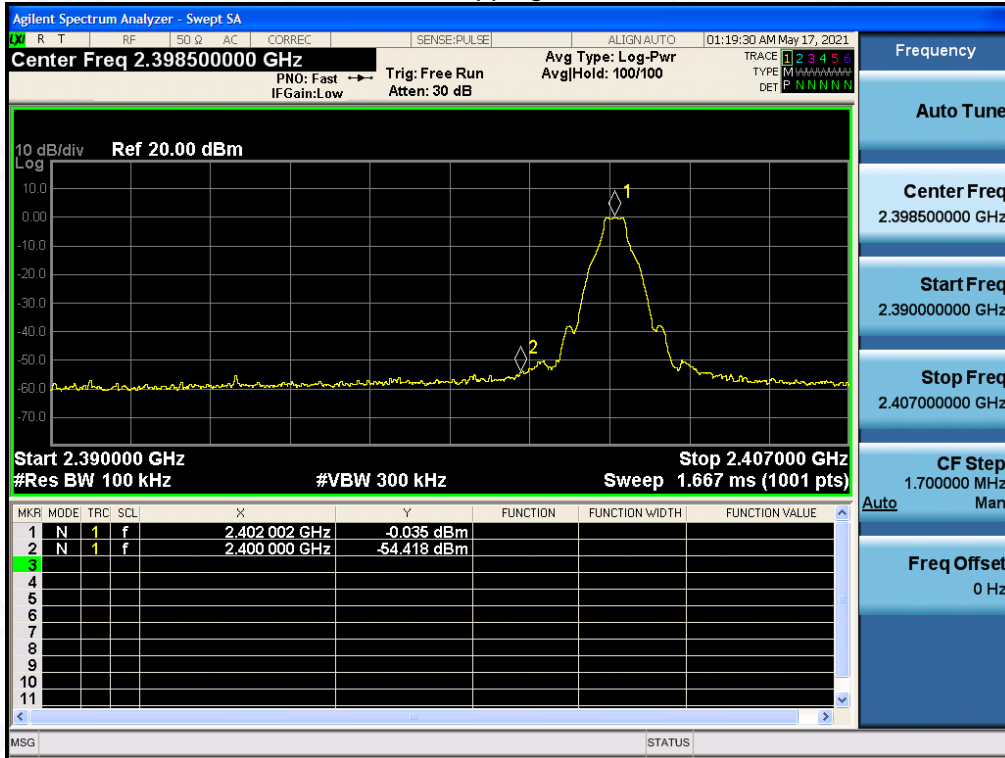 Agilent Spectrum Analyzer - Swept SA
LXI R T RF 50 Ω AC CORREC SENSE:PULSE ALIGN AUTO 01:19:30 AM May 17, 2021
Center Freq 2.398500000 GHz
PNO: Fast
IFGain:Low
Trig: Free Run
Atten: 30 dB
Avg Type: Log-Pwr
Avg|Hold: 100/100
TRACE 1 2 3 4 5 6
TYPE M
DET P N N N N N
10 dB/div Ref 20.00 dBm
Log
10.0
0.00
-10.0
-20.0
-30.0
-40.0
-50.0
-60.0
-70.0
1
2
Start 2.390000 GHz Stop 2.407000 GHz
#Res BW 100 kHz #VBW 300 kHz Sweep 1.667 ms (1001 pts)
MKR MODE TRC SCL X Y FUNCTION FUNCTION WIDTH FUNCTION VALUE
1 N 1 f 2.402 002 GHz -0.035 dBm
2 N 1 f 2.400 000 GHz -54.418 dBm
3
4
5
6
7
8
9
10
11
MSG STATUS
Frequency
Auto Tune
Center Freq
2.398500000 GHz
Start Freq
2.390000000 GHz
Stop Freq
2.407000000 GHz
CF Step
1.700000 MHz
Auto Man
Freq Offset
0 Hz